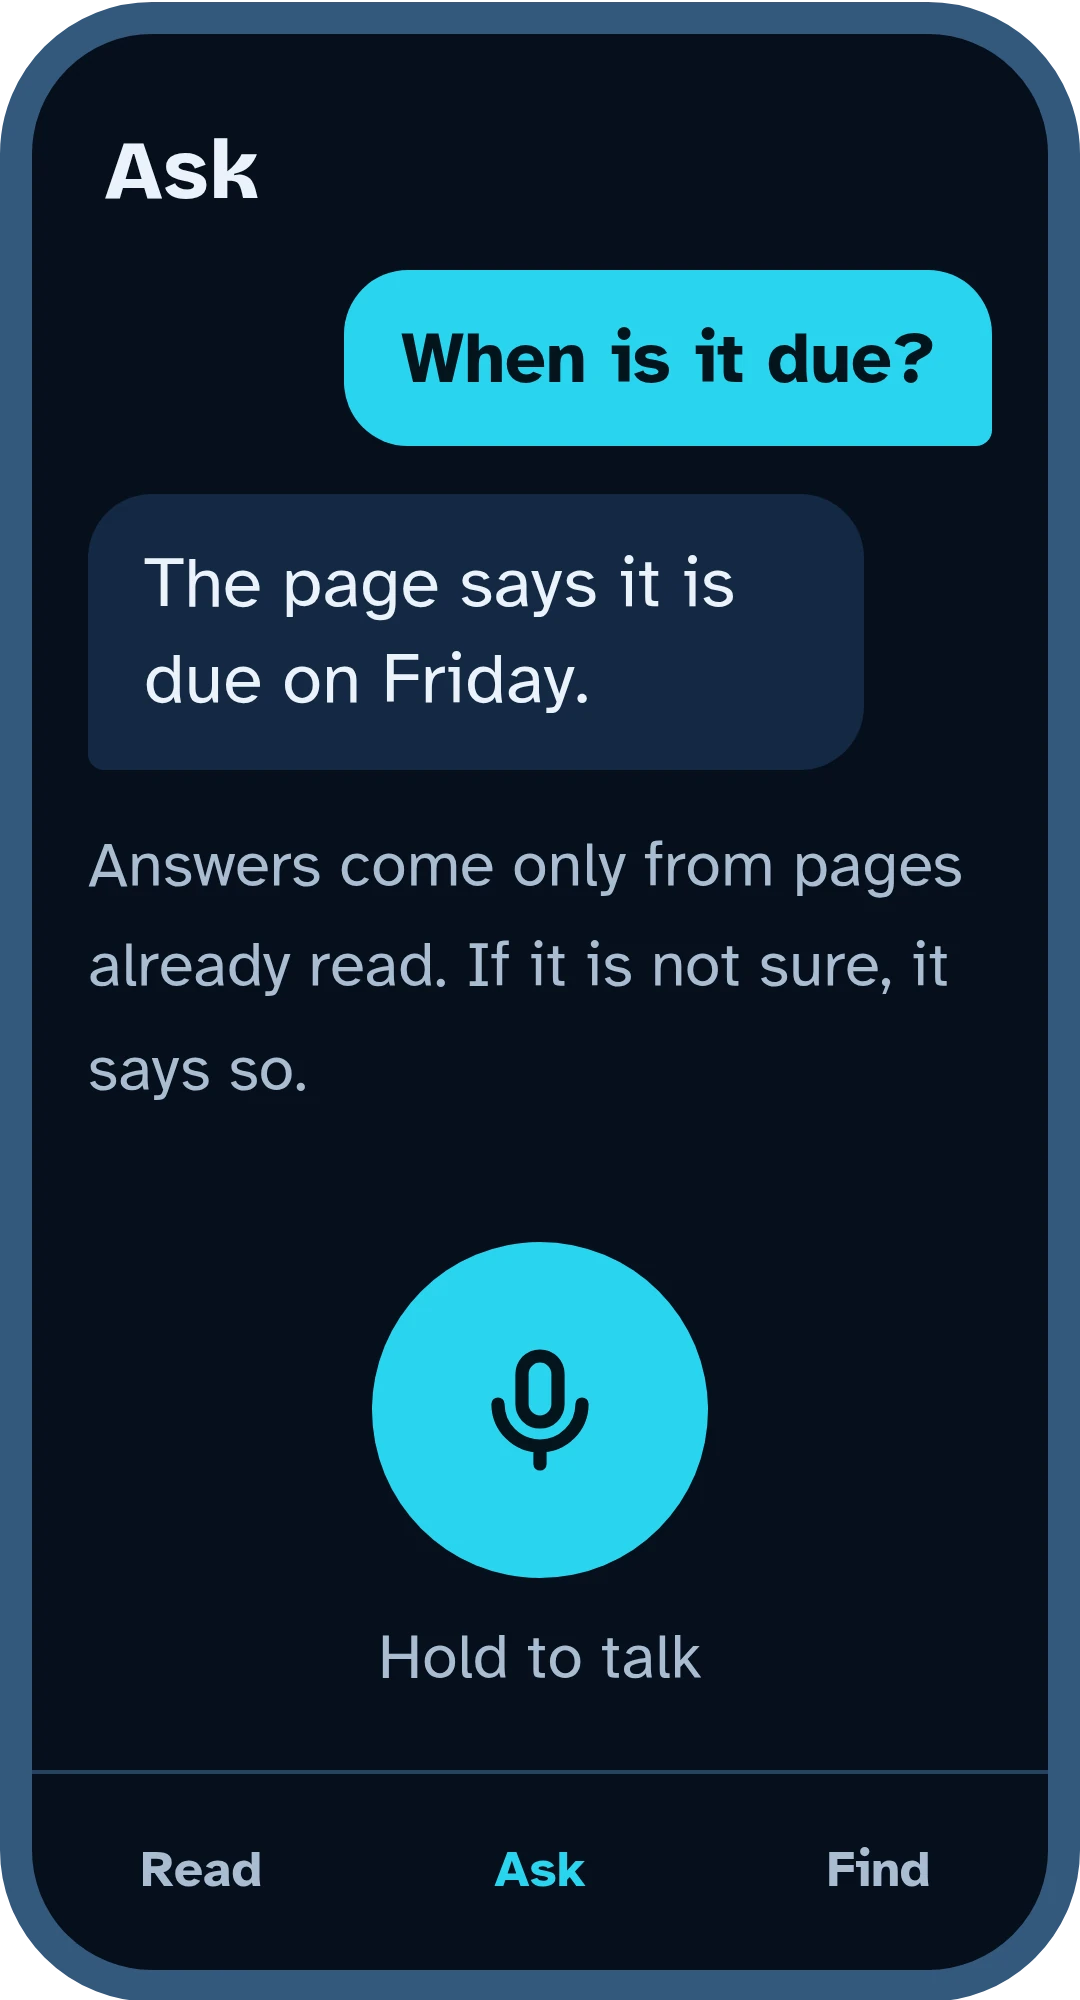 Ask
When is it due?
The page says it is
due on Friday.
Answers come only from pages
already read. If it is not sure, it
says so.
Hold to talk
Read
Ask
Find